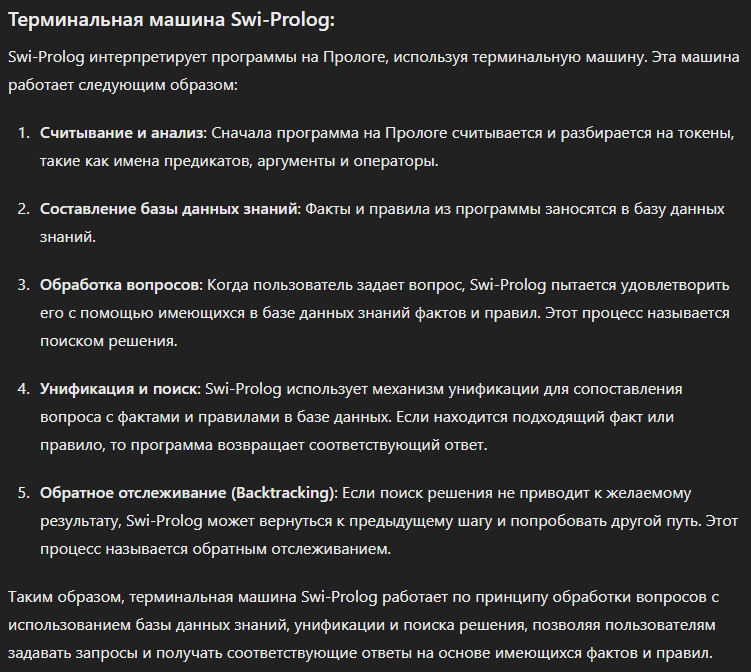 Терминальная машина Swi-Prolog:
Swi-Prolog интерпретирует программы на Прологе, используя терминальную машину. Эта машина
работает следующим образом:
1. Считывание и анализ: Сначала программа на Прологе считывается и разбирается на токены,
такие как имена предикатов, аргументы и операторы.
2. Составление базы данных знаний: Факты и правила из программы заносятся в базу данных
знаний.
3. Обработка вопросов: Когда пользователь задает вопрос, Swi-Prolog пытается удовлетворить
его с помощью имеющихся в базе данных знаний фактов и правил. Этот процесс называется
поиском решения.
4. Унификация и поиск: Swi-Prolog использует механизм унификации для сопоставления
вопроса с фактами и правилами в базе данных. Если находится подходящий факт или
правило, то программа возвращает соответствующий ответ.
5. Обратное отслеживание (Backtracking): Если поиск решения не приводит к желаемому
результату, Swi-Prolog может вернуться к предыдущему шагу и попробовать другой путь. Этот
процесс называется обратным отслеживанием.
Таким образом, терминальная машина Swi-Prolog работает по принципу обработки вопросов с
использованием базы данных знаний, унификации и поиска решения, позволяя пользователям
задавать запросы и получать соответствующие ответы на основе имеющихся фактов и правил.